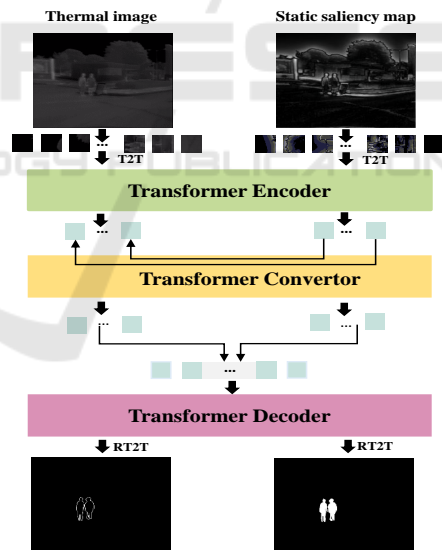 Thermal image Static saliency map
... ...
T2T T2T
Transformer Encoder
... ...
Transformer Convertor
... ...
...
Transformer Decoder
RT2T RT2T